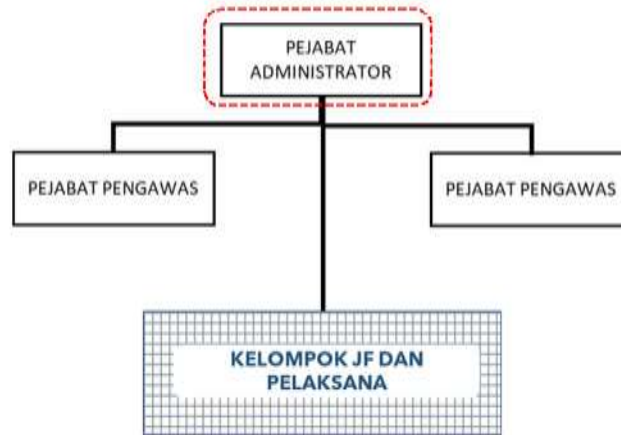 PEJABAT
ADMINISTRATOR
PEJABAT PENGAWAS
PEJABAT PENGAWAS
KELOMPOK JF DAN
PELAKSANA